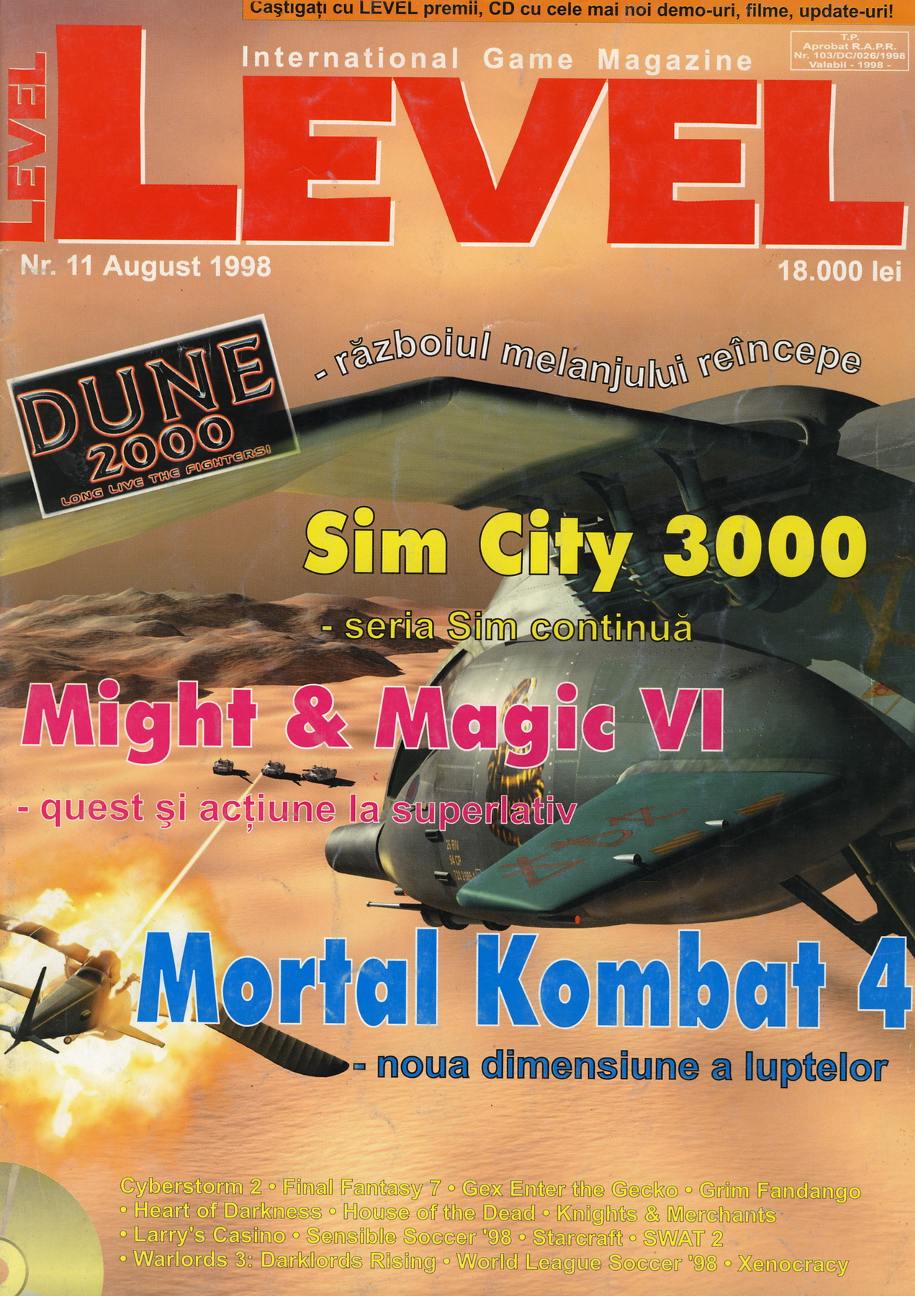 Caştigaţi cu LEVEL premii, CD cu cele mai noi demo-uri, filme, update-uri!
International Game Magazine
T.P.
Aprobat R.A.P.R.
Nr. 103/DC/026/1998
Valabil - 1998 -
LEVEL
LEVEL
Nr. 11 August 1998
18.000 lei
DUNE
2000
LONG LIVE THE FIGHTERS!
- războiul melanjului reîncepe
Sim City 3000
- seria Sim continuă
Might & Magic VI
- quest şi acţiune la superlativ
Mortal Kombat 4
- noua dimensiune a luptelor
Cyberstorm 2 • Final Fantasy 7 • Gex Enter the Gecko • Grim Fandango
• Heart of Darkness • House of the Dead • Knights & Merchants
• Larry's Casino • Sensible Soccer '98 • Starcraft • SWAT 2
• Warlords 3: Darklords Rising • World League Soccer '98 • Xenocracy